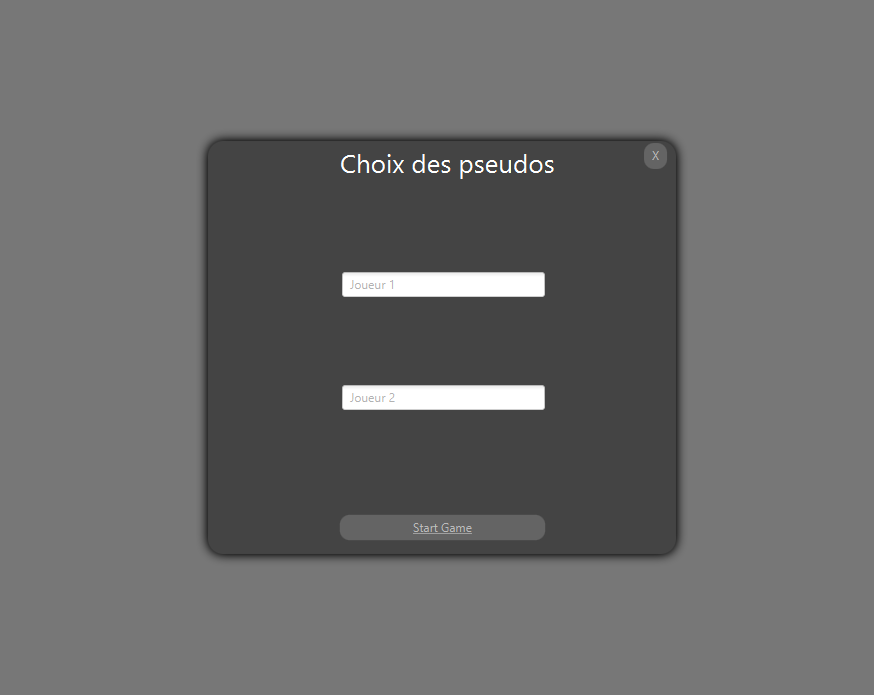 Choix des pseudos
X
Joueur 1
Joueur 2
Start Game